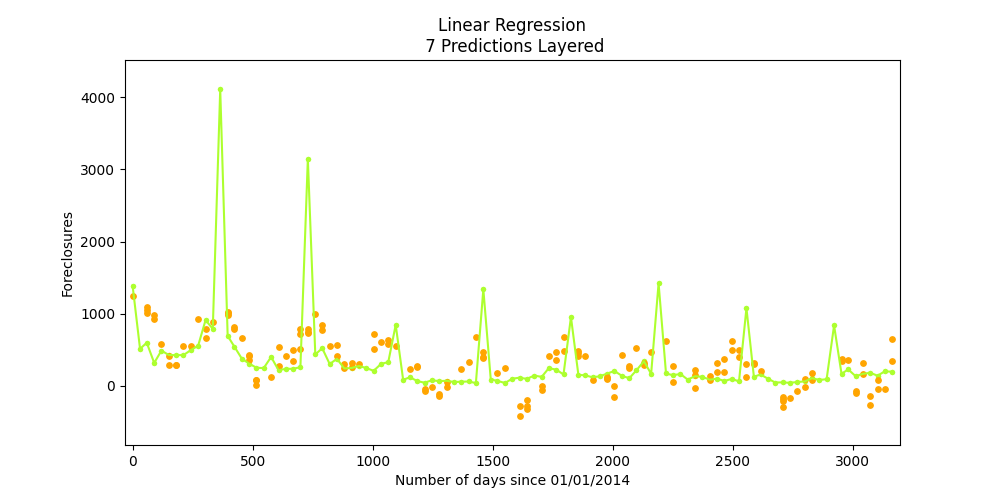 Linear Regression
7 Predictions Layered
Foreclosures
4000
3000
2000
1000
0
0 500 1000 1500 2000 2500 3000
Number of days since 01/01/2014